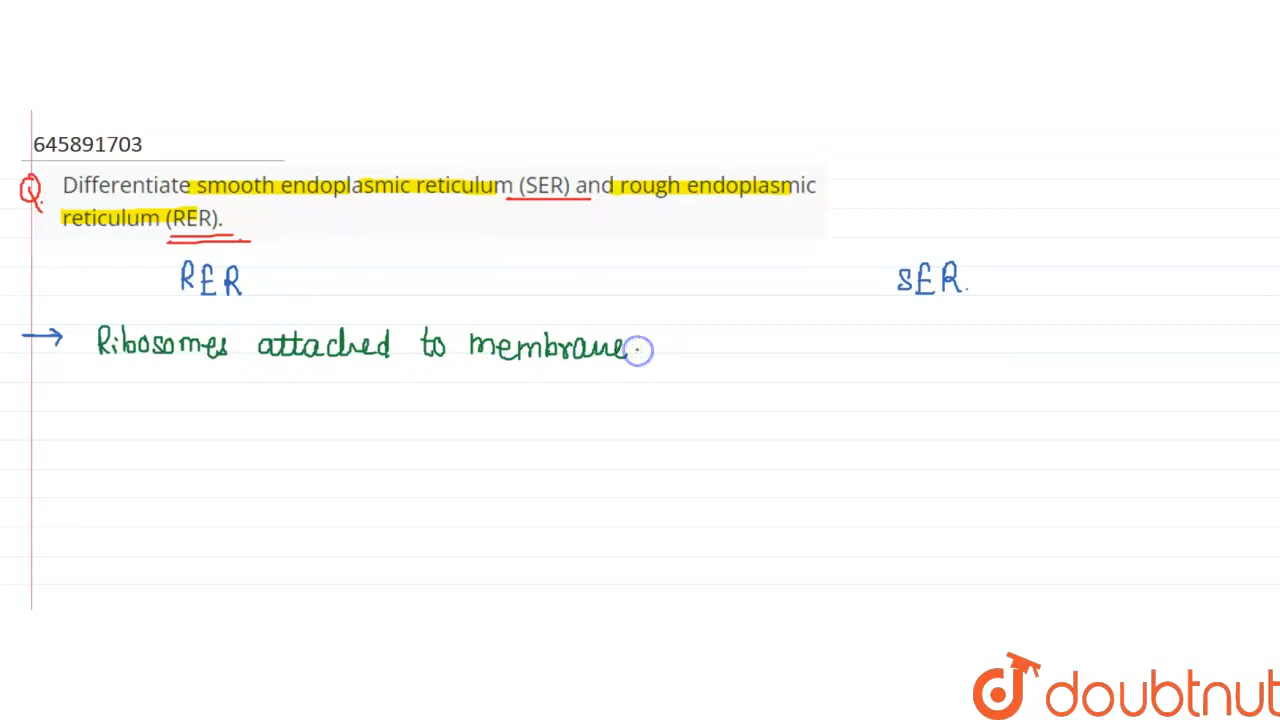 645891703
Q. Differentiate smooth endoplasmic reticulum (SER) and rough endoplasmic
reticulum (RER).
RER SER.
→ Ribosomes attached to membrane
doubtnut